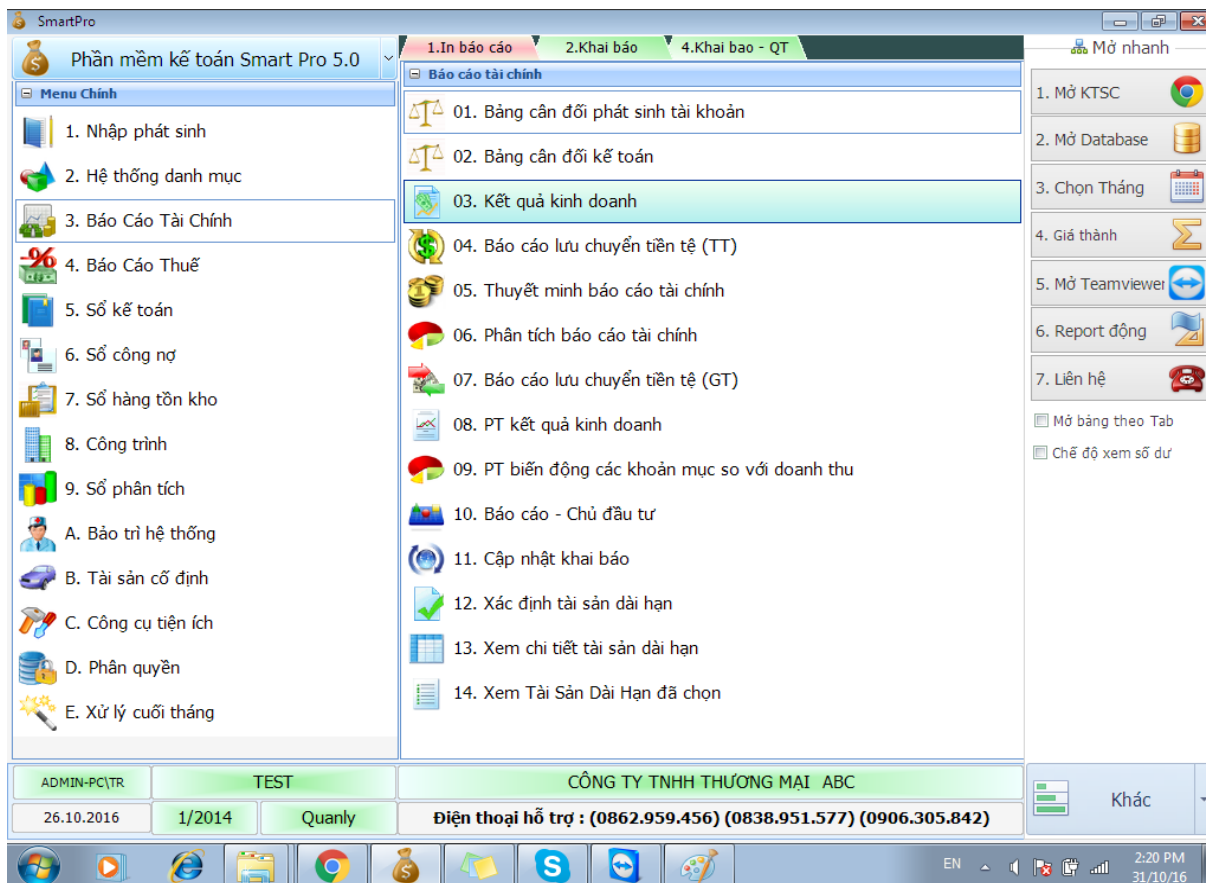 SmartPro
Phần mềm kế toán Smart Pro 5.0
Menu Chính
1. Nhập phát sinh
2. Hệ thống danh mục
3. Báo Cáo Tài Chính
4. Báo Cáo Thuế
5. Sổ kế toán
6. Sổ công nợ
7. Sổ hàng tồn kho
8. Công trình
9. Sổ phân tích
A. Bảo trì hệ thống
B. Tài sản cố định
C. Công cụ tiện ích
D. Phân quyền
E. Xử lý cuối tháng
1.In báo cáo
2.Khai báo
4.Khai bao - QT
Báo cáo tài chính
01. Bảng cân đối phát sinh tài khoản
02. Bảng cân đối kế toán
03. Kết quả kinh doanh
04. Báo cáo lưu chuyển tiền tệ (TT)
05. Thuyết minh báo cáo tài chính
06. Phân tích báo cáo tài chính
07. Báo cáo lưu chuyển tiền tệ (GT)
08. PT kết quả kinh doanh
09. PT biến động các khoản mục so với doanh thu
10. Báo cáo - Chủ đầu tư
11. Cập nhật khai báo
12. Xác định tài sản dài hạn
13. Xem chi tiết tài sản dài hạn
14. Xem Tài Sản Dài Hạn đã chọn
Mở nhanh
1. Mở KTSC
2. Mở Database
3. Chọn Tháng
4. Giá thành
5. Mở Teamviewer
6. Report động
7. Liên hệ
Mở bảng theo Tab
Chế độ xem số dư
ADMIN-PC\TR
TEST
CÔNG TY TNHH THƯƠNG MẠI ABC
26.10.2016
1/2014
Quanly
Điện thoại hỗ trợ : (0862.959.456) (0838.951.577) (0906.305.842)
Khác
EN
2:20 PM
31/10/16